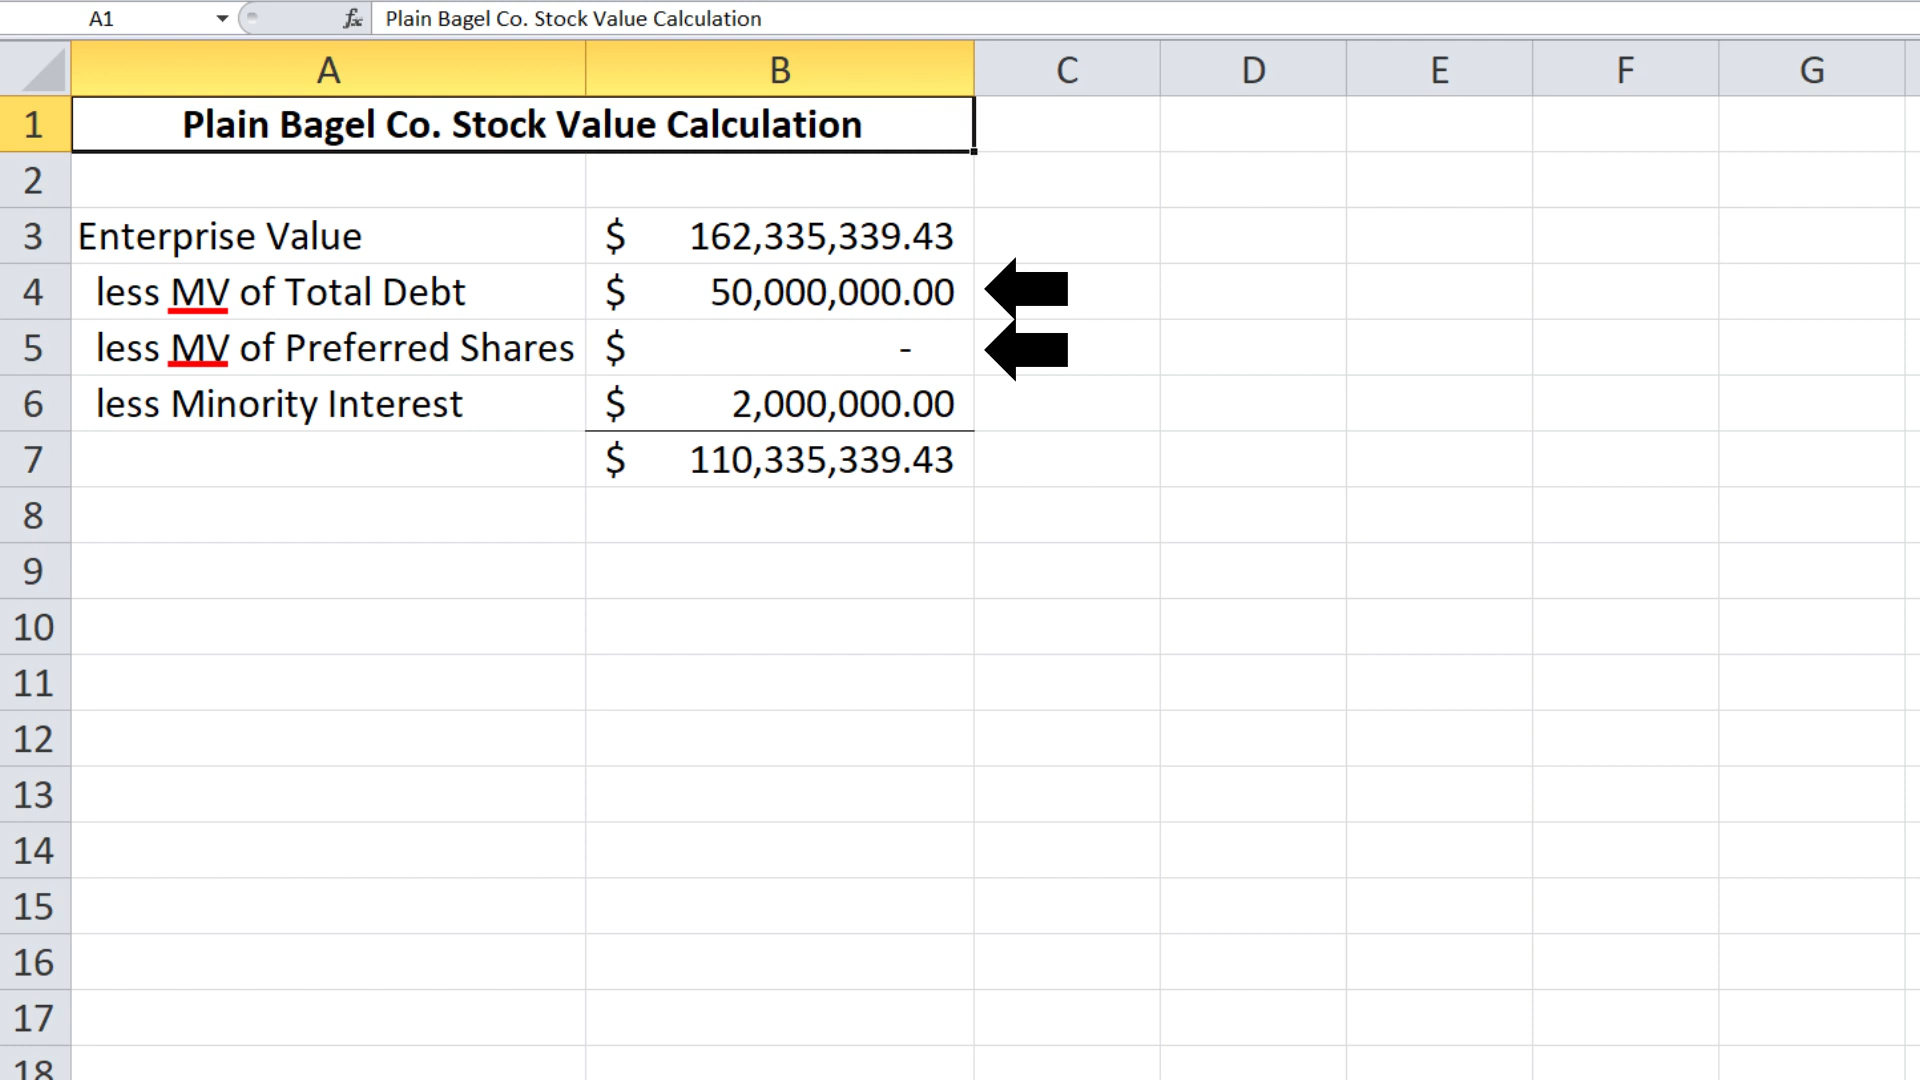 A1 fx Plain Bagel Co. Stock Value Calculation
A B C D E F G
1 Plain Bagel Co. Stock Value Calculation
2
3 Enterprise Value $ 162,335,339.43
4 less MV of Total Debt $ 50,000,000.00
5 less MV of Preferred Shares $ -
6 less Minority Interest $ 2,000,000.00
7 $ 110,335,339.43
8
9
10
11
12
13
14
15
16
17
18